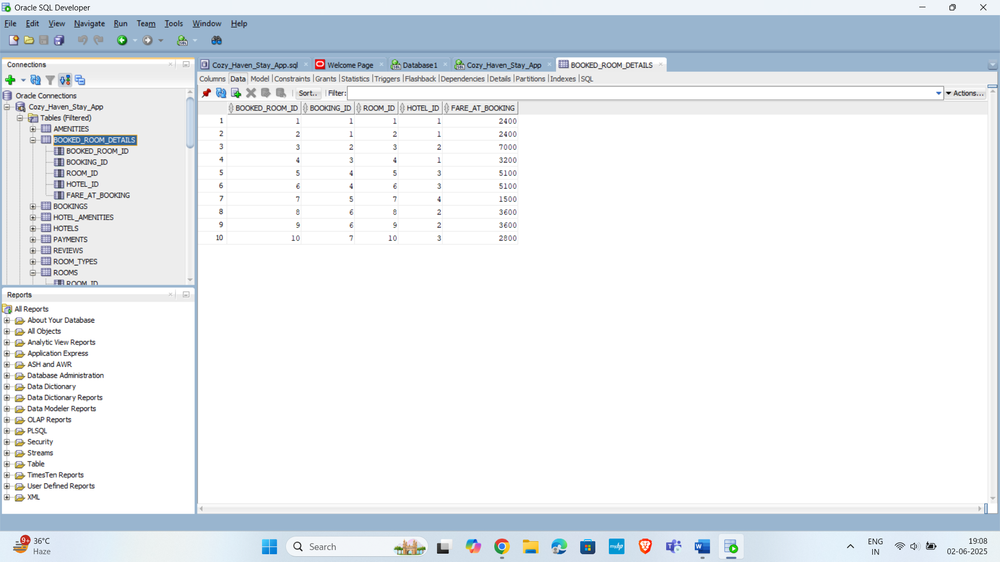 Oracle SQL Developer
File Edit View Navigate Run Team Tools Window Help
Connections
Oracle Connections
Cozy_Haven_Stay_App
Tables (Filtered)
AMENITIES
BOOKED_ROOM_DETAILS
BOOKED_ROOM_ID
BOOKING_ID
ROOM_ID
HOTEL_ID
FARE_AT_BOOKING
BOOKINGS
HOTEL_AMENITIES
HOTELS
PAYMENTS
REVIEWS
ROOM_TYPES
ROOMS
ROOM_ID
Reports
All Reports
About Your Database
All Objects
Analytic View Reports
Application Express
ASH and AWR
Database Administration
Data Dictionary
Data Dictionary Reports
Data Modeler Reports
OLAP Reports
PLSQL
Security
Streams
Table
TimesTen Reports
User Defined Reports
XML
Cozy_Haven_Stay_App.sql Welcome Page Database1 Cozy_Haven_Stay_App BOOKED_ROOM_DETAILS
Columns Data Model Constraints Grants Statistics Triggers Flashback Dependencies Details Partitions Indexes SQL
Sort.. Filter: Actions...
BOOKED_ROOM_ID BOOKING_ID ROOM_ID HOTEL_ID FARE_AT_BOOKING
1 1 1 1 1 2400
2 2 1 2 1 2400
3 3 2 3 2 7000
4 4 3 4 1 3200
5 5 4 5 3 5100
6 6 4 6 3 5100
7 7 5 7 4 1500
8 8 6 8 2 3600
9 9 6 9 2 3600
10 10 7 10 3 2800
9+ 36°C
Haze
Search
myhp
ENG
IN
19:08
02-06-2025